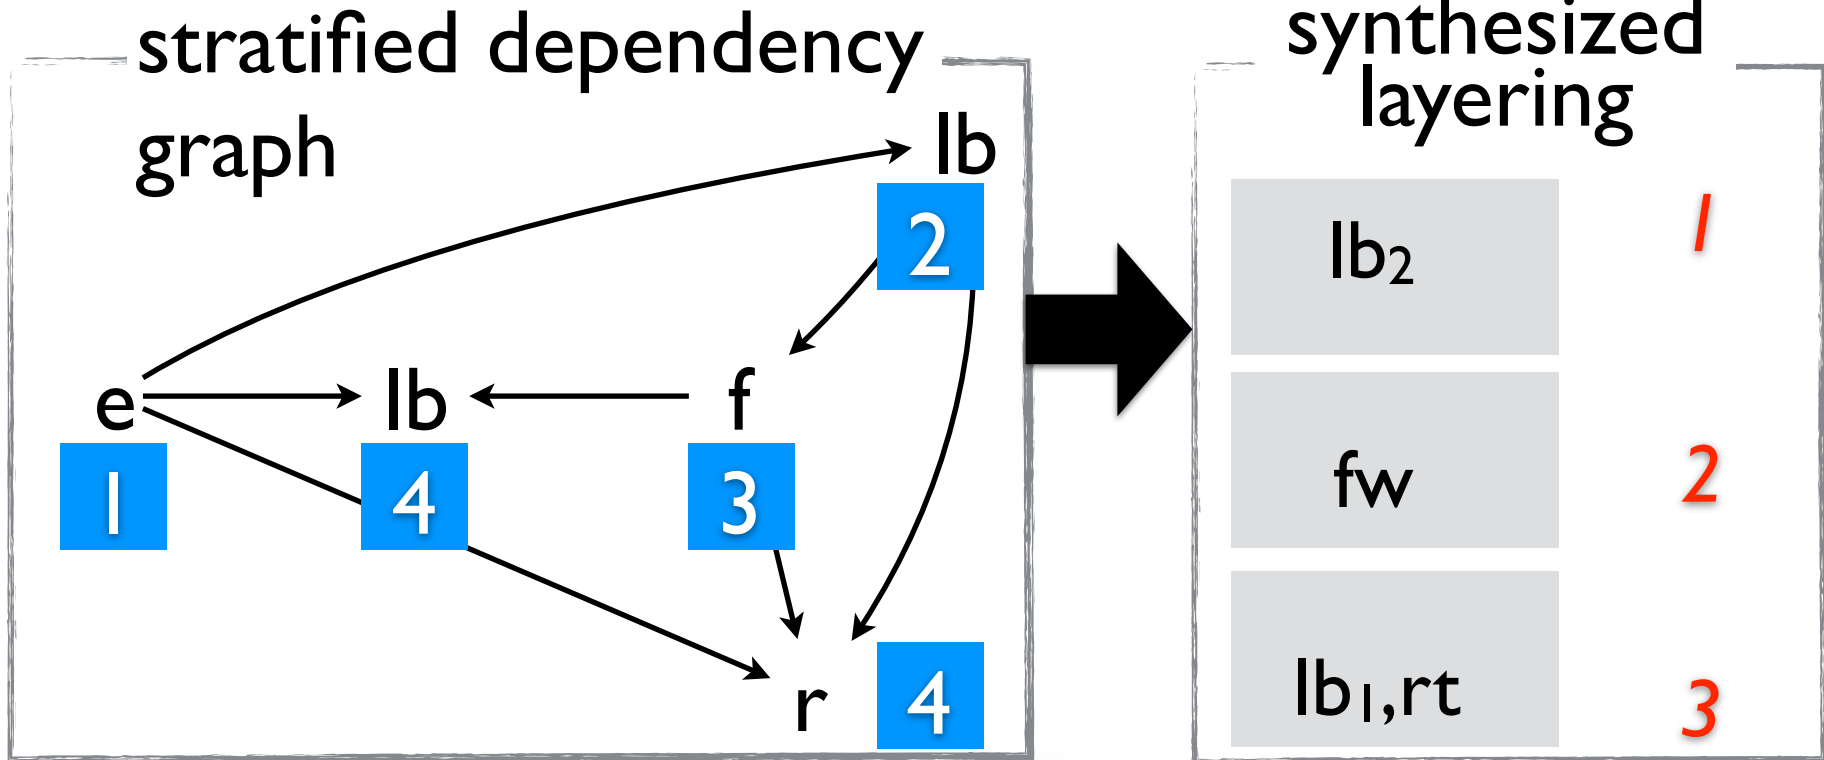 stratified dependency
graph
lb
2
e
lb
f
1
4
3
r
4
synthesized
layering
lb2
1
fw
2
lb1,rt
3